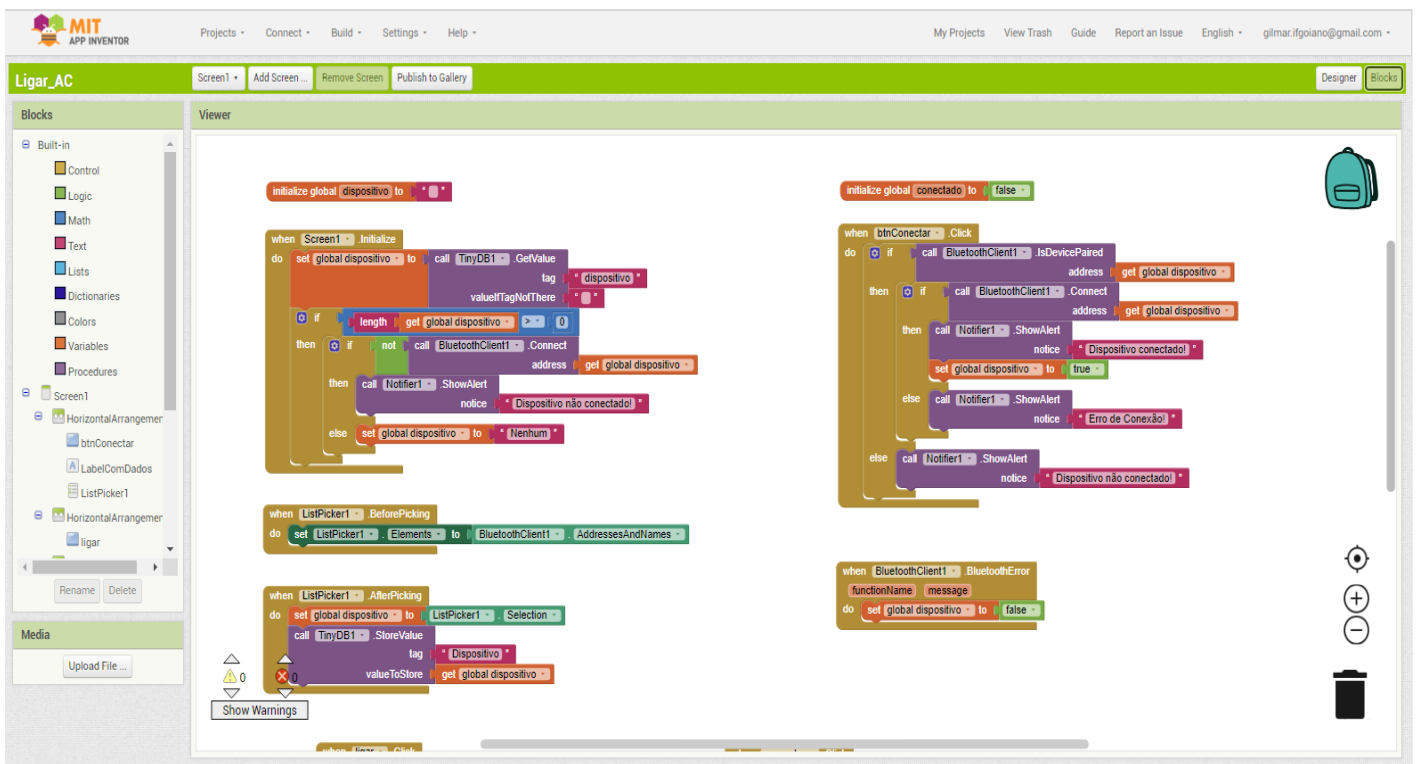 MIT
APP INVENTOR
Projects Connect Build Settings Help
My Projects View Trash Guide Report an Issue English gilmar.ifgoiano@gmail.com
Ligar_AC
Screen1 Add Screen ... Remove Screen Publish to Gallery
Designer Blocks
Blocks
Built-in
Control
Logic
Math
Text
Lists
Dictionaries
Colors
Variables
Procedures
Screen1
HorizontalArrangemer
btnConectar
LabelComDados
ListPicker1
HorizontalArrangemer
ligar
Rename Delete
Media
Upload File ...
Viewer
initialize global dispositivo to " "
when Screen1 .Initialize
do set global dispositivo to call TinyDB1 .GetValue
tag " dispositivo "
valueIfTagNotThere " "
if length get global dispositivo > 0
then if not call BluetoothClient1 .Connect
address get global dispositivo
then call Notifier1 .ShowAlert
notice " Dispositivo não conectado! "
else set global dispositivo to " Nenhum "
when ListPicker1 .BeforePicking
do set ListPicker1 . Elements to BluetoothClient1 . AddressesAndNames
when ListPicker1 .AfterPicking
do set global dispositivo to ListPicker1 . Selection
call TinyDB1 .StoreValue
tag " Dispositivo "
valueToStore get global dispositivo
0 0
Show Warnings
when ligar .Click
initialize global conectado to false
when btnConectar .Click
do if call BluetoothClient1 .IsDevicePaired
address get global dispositivo
then if call BluetoothClient1 .Connect
address get global dispositivo
then call Notifier1 .ShowAlert
notice " Dispositivo conectado! "
set global dispositivo to true
else call Notifier1 .ShowAlert
notice " Erro de Conexão! "
else call Notifier1 .ShowAlert
notice " Dispositivo não conectado! "
when BluetoothClient1 .BluetoothError
functionName message
do set global dispositivo to false